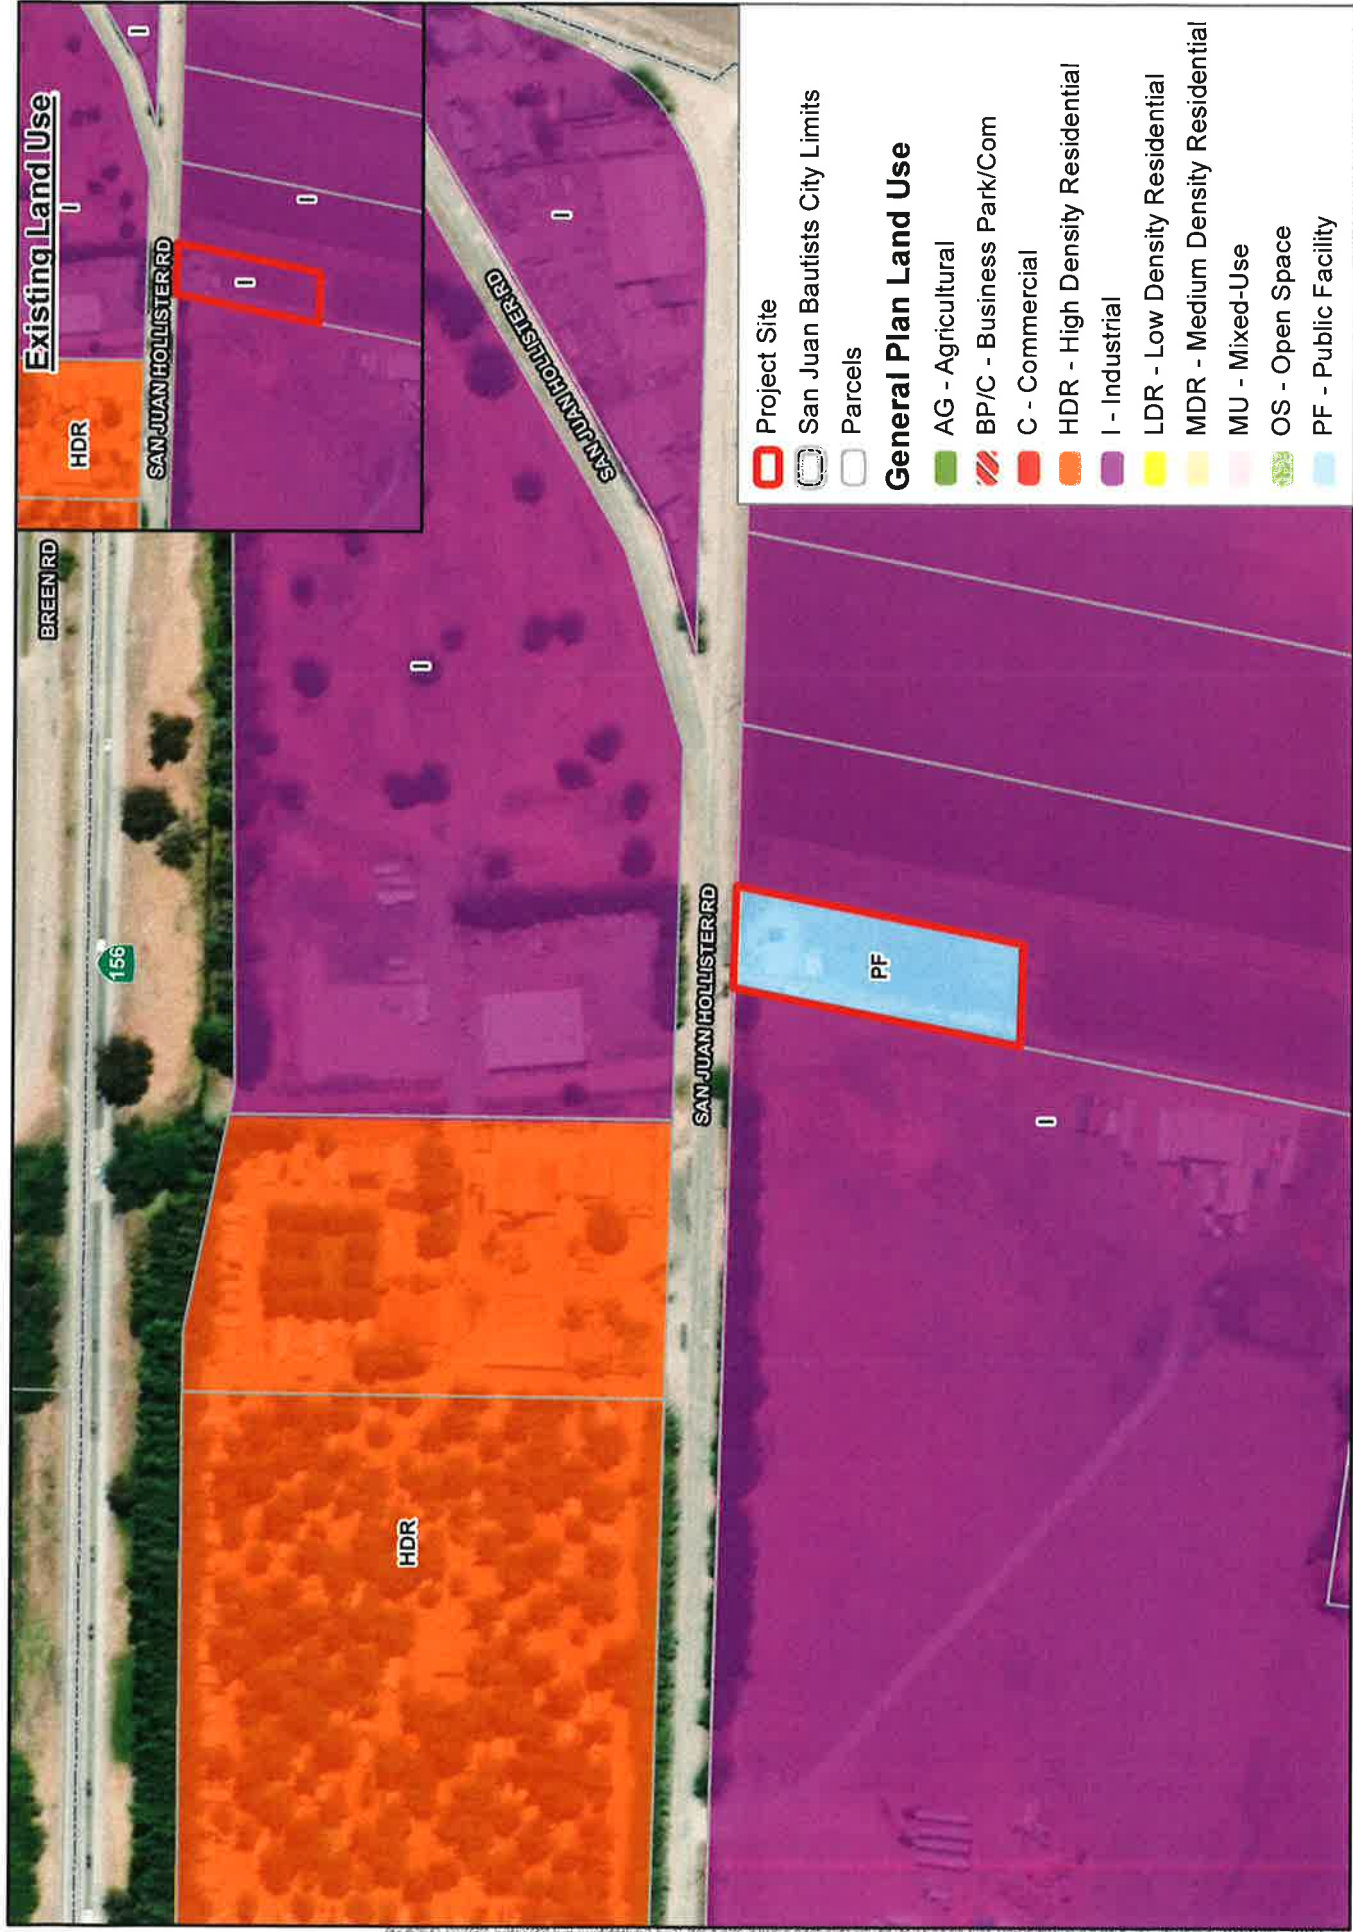 Existing Land Use
I
I
HDR
SAN JUAN HOLLISTER RD
I
I
BREEN RD
156
I
SAN JUAN HOLLISTER RD
I
HDR
SAN JUAN HOLLISTER RD
PF
I
Project Site
San Juan Bautists City Limits
Parcels
General Plan Land Use
AG - Agricultural
BP/C - Business Park/Com
C - Commercial
HDR - High Density Residential
I - Industrial
LDR - Low Density Residential
MDR - Medium Density Residential
MU - Mixed-Use
OS - Open Space
PF - Public Facility